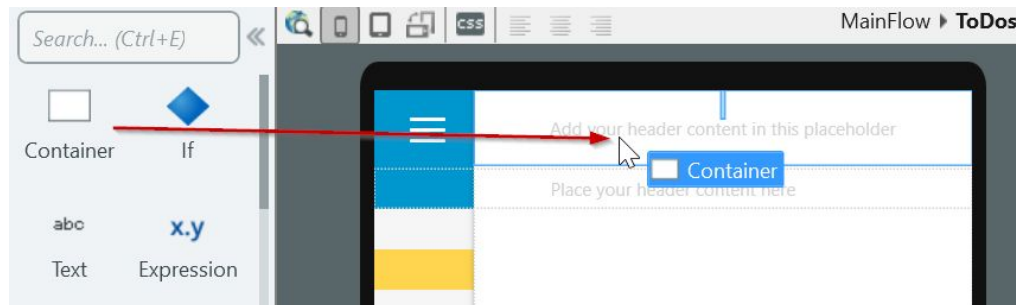 Search... (Ctrl+E)
css
MainFlow ToDos
Container
If
Add your header content in this placeholder
Container
Place your header content here
abc
Text
x.y
Expression